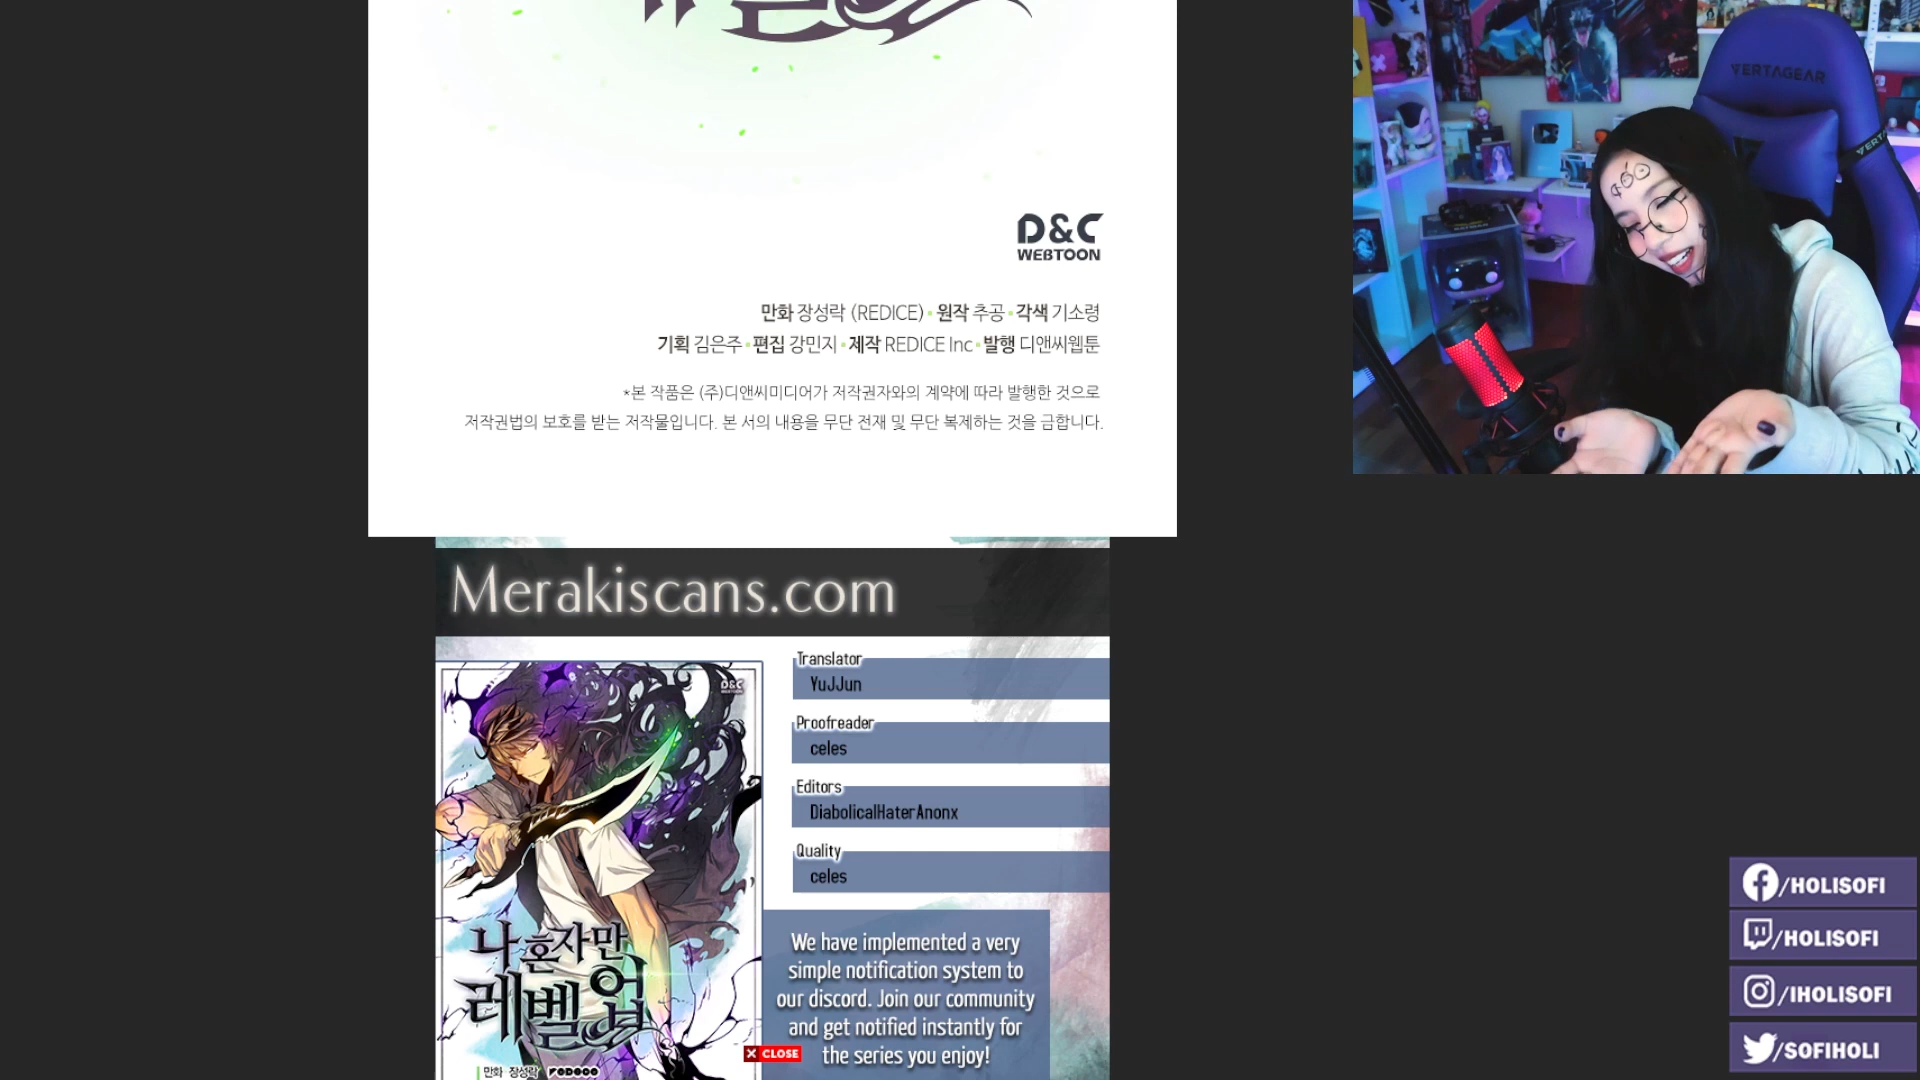 D&C
WEBTOON
만화 장성락 (REDICE) • 원작 추공 • 각색 기소령
기획 김은주 • 편집 강민지 • 제작 REDICE Inc • 발행 디앤씨웹툰
*본 작품은 (주)디앤씨미디어가 저작권자와의 계약에 따라 발행한 것으로
저작권법의 보호를 받는 저작물입니다. 본 서의 내용을 무단 전재 및 무단 복제하는 것을 금합니다.
VERTAGEAR
Merakiscans.com
Translator
YuJJun
Proofreader
celes
Editors
DiabolicalHaterAnonx
Quality
celes
D&C
WEBTOON
나 혼자만
레벨업
만화 장성락
We have implemented a very
simple notification system to
our discord. Join our community
and get notified instantly for
the series you enjoy!
CLOSE
/HOLISOFI
/HOLISOFI
/IHOLISOFI
/SOFIHOLI